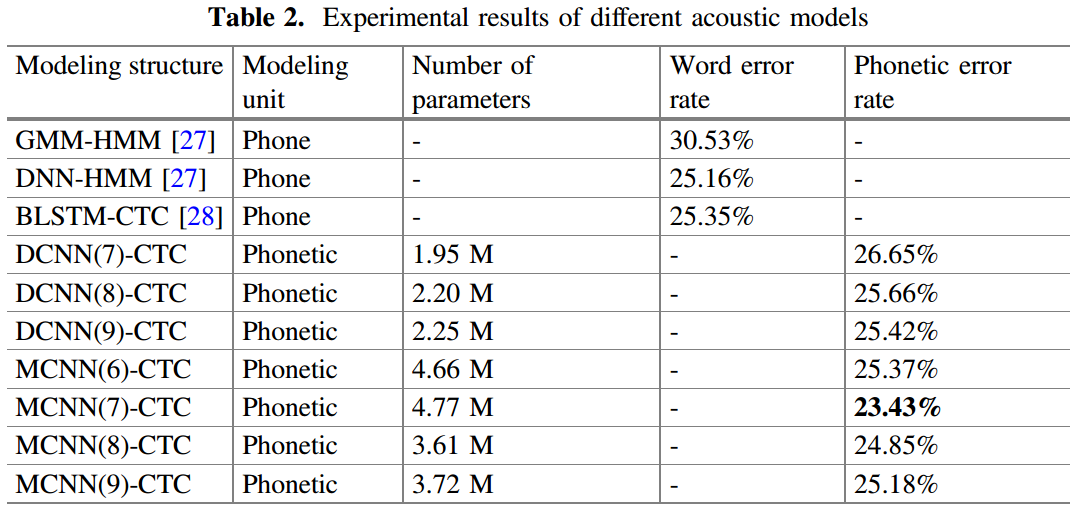 Table 2. Experimental results of different acoustic models
Modeling structure Modeling unit Number of parameters Word error rate Phonetic error rate
GMM-HMM [27] Phone - 30.53% -
DNN-HMM [27] Phone - 25.16% -
BLSTM-CTC [28] Phone - 25.35% -
DCNN(7)-CTC Phonetic 1.95 M - 26.65%
DCNN(8)-CTC Phonetic 2.20 M - 25.66%
DCNN(9)-CTC Phonetic 2.25 M - 25.42%
MCNN(6)-CTC Phonetic 4.66 M - 25.37%
MCNN(7)-CTC Phonetic 4.77 M - 23.43%
MCNN(8)-CTC Phonetic 3.61 M - 24.85%
MCNN(9)-CTC Phonetic 3.72 M - 25.18%